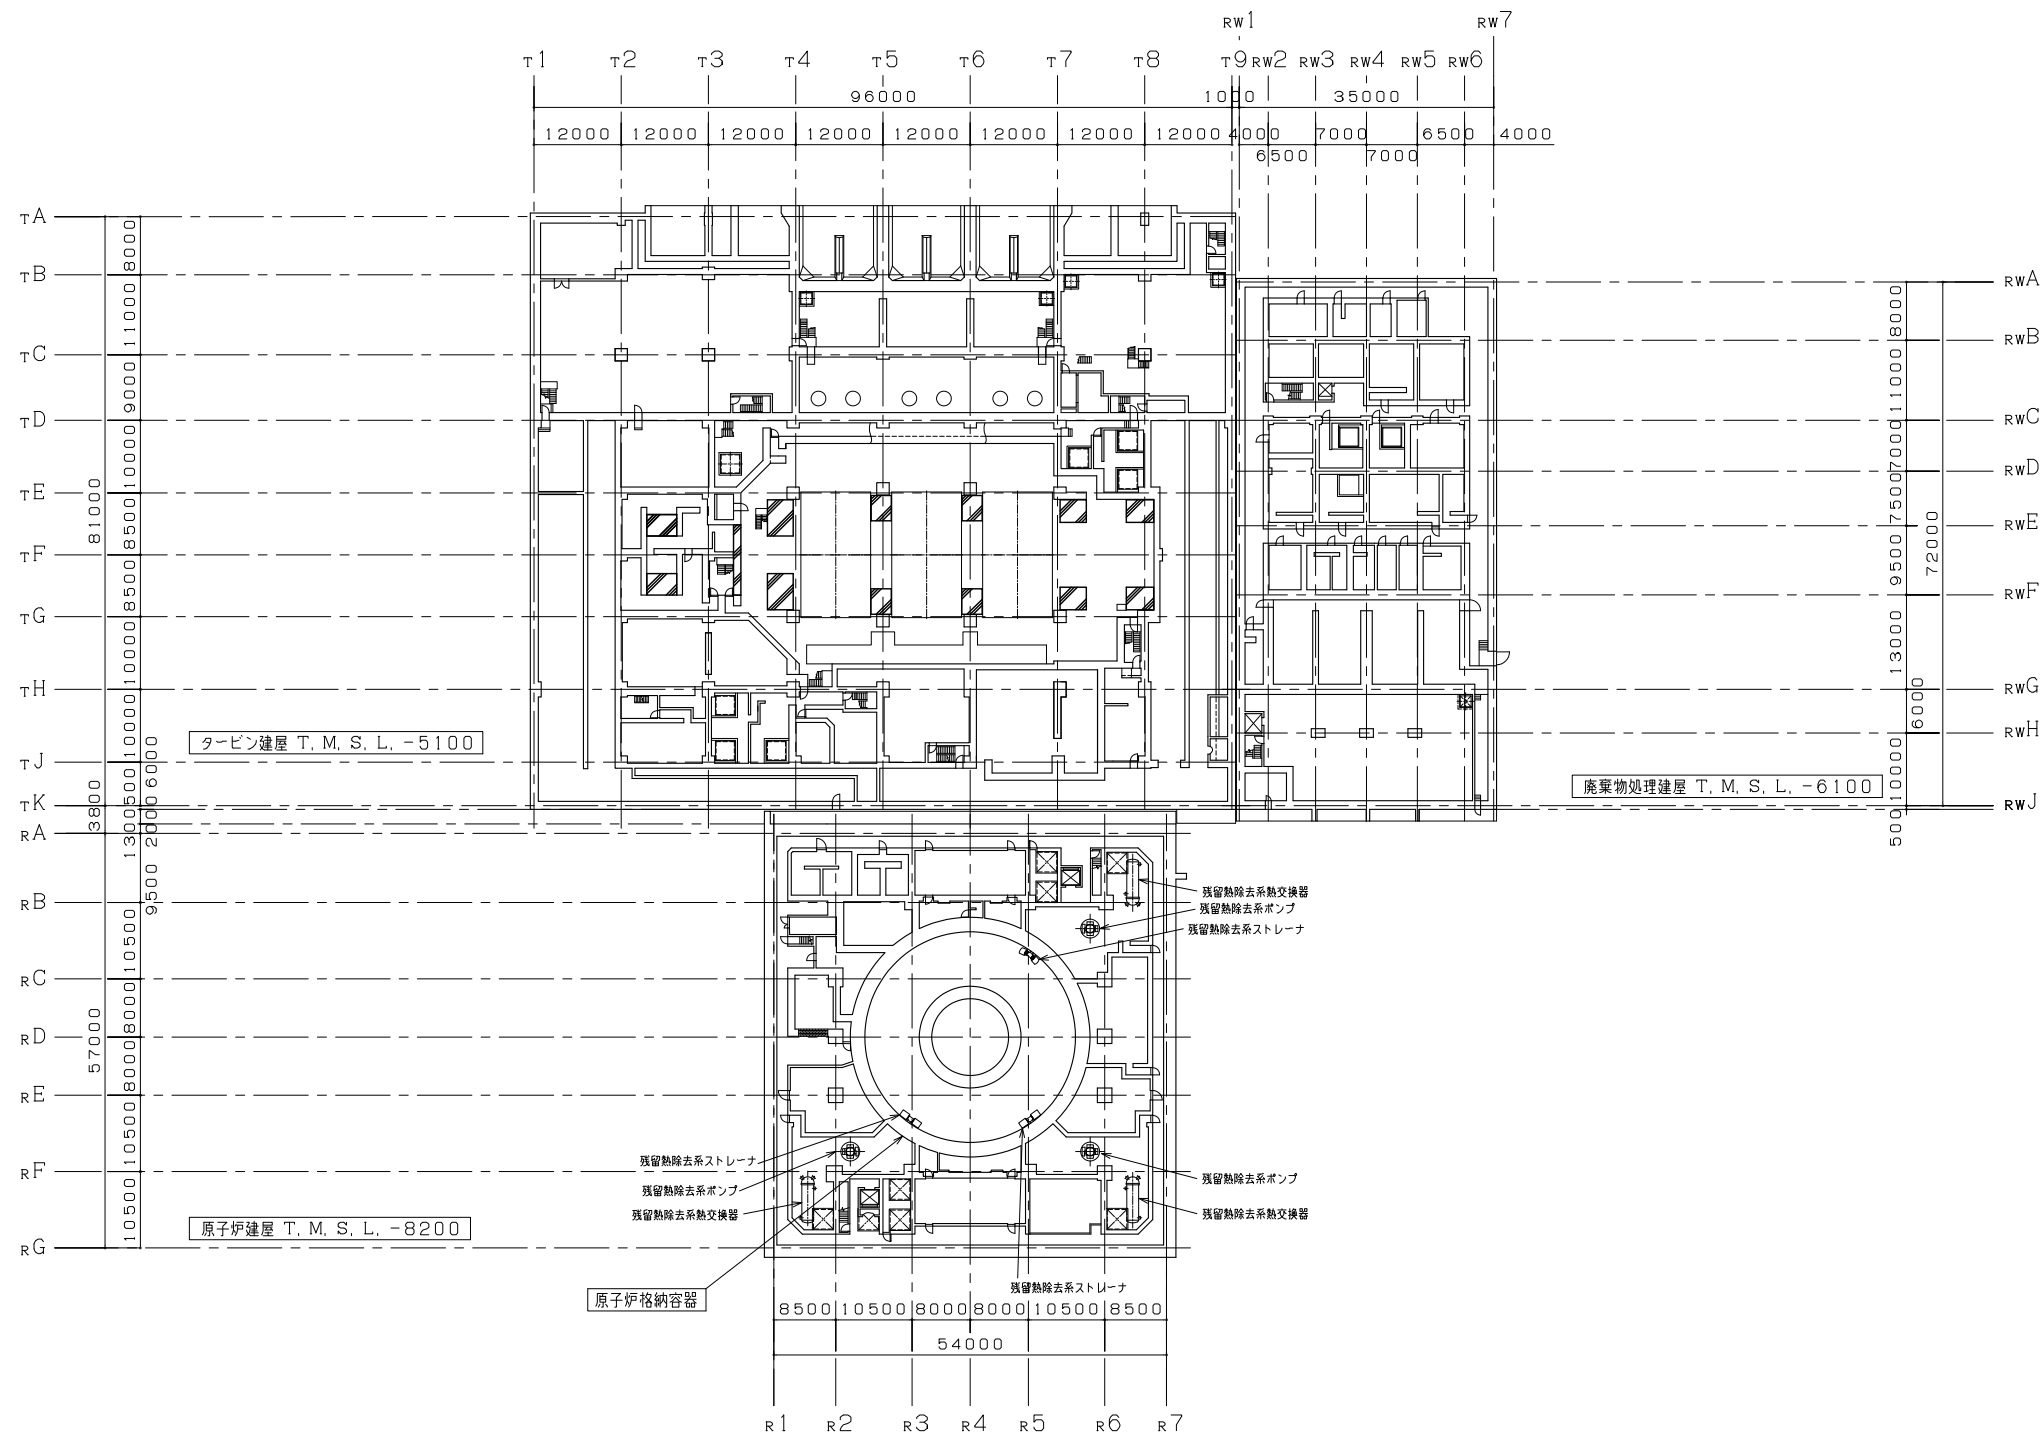 RW1 RW7
T1 T2 T3 T4 T5 T6 T7 T8 T9 RW2 RW3 RW4 RW5 RW6
96000 1000 35000
12000 12000 12000 12000 12000 12000 12000 12000 4000 7000 6500 4000
6500 7000
TA
TB
TC
TD
TE
TF
TG
TH
TJ
TK
RA
RB
RC
RD
RE
RF
RG
8000
11000
9000
10000
8500
8500
10000
10000
6000
500
1300
2000
9500
10500
8000
8000
10500
10500
81000
3800
57000
RWA
RWB
RWC
RWD
RWE
RWF
RWG
RWH
RWJ
8000
11000
7000
7500
9500
13000
6000
10000
500
72000
タービン建屋 T. M. S. L. -5100
廃棄物処理建屋 T. M. S. L. -6100
残留熱除去系熱交換器
残留熱除去系ポンプ
残留熱除去系ストレーナ
残留熱除去系ストレーナ
残留熱除去系ポンプ
残留熱除去系熱交換器
残留熱除去系ポンプ
残留熱除去系熱交換器
原子炉建屋 T. M. S. L. -8200
残留熱除去系ストレーナ
原子炉格納容器
8500 10500 8000 8000 10500 8500
54000
R1 R2 R3 R4 R5 R6 R7